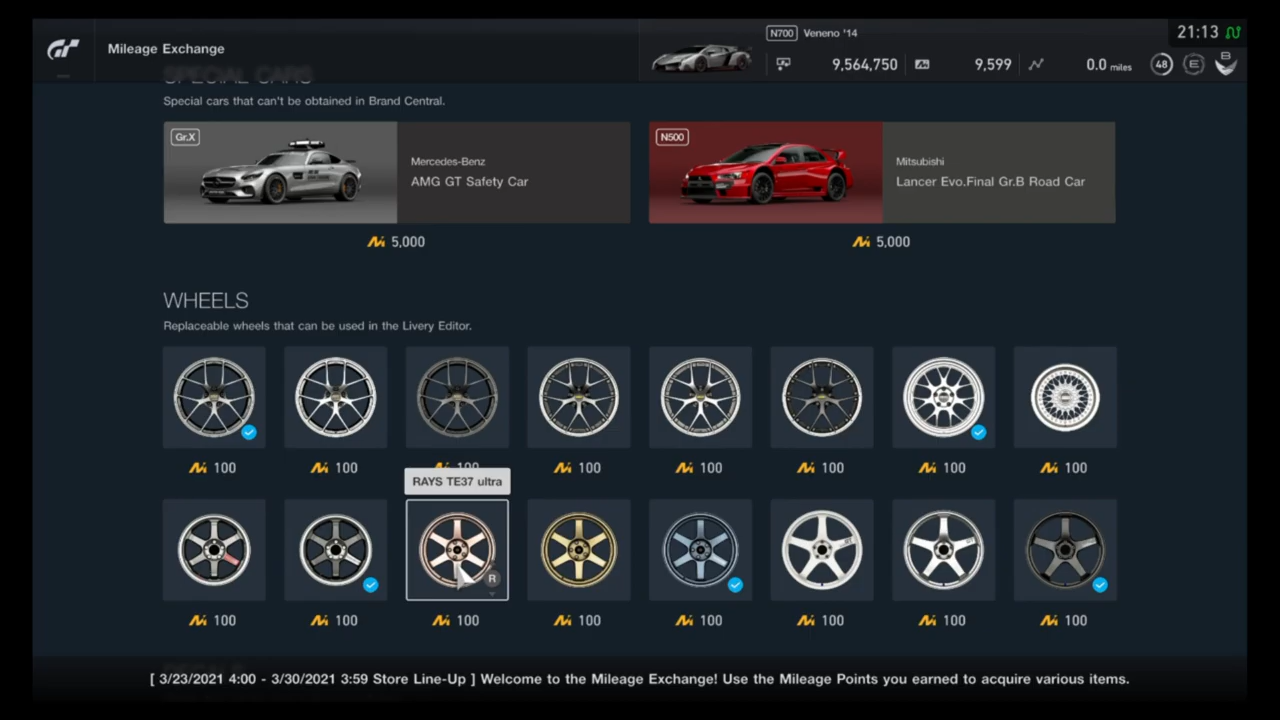 Mileage Exchange
N700 Veneno '14
21:13
9,564,750
9,599
0.0 miles
48
E
B
SPECIAL CARS
Special cars that can't be obtained in Brand Central.
Gr.X
Mercedes-Benz
AMG GT Safety Car
N500
Mitsubishi
Lancer Evo.Final Gr.B Road Car
5,000
5,000
WHEELS
Replaceable wheels that can be used in the Livery Editor.
100 100 100 100 100 100 100 100
RAYS TE37 ultra
R
100 100 100 100 100 100 100 100
[ 3/23/2021 4:00 - 3/30/2021 3:59 Store Line-Up ] Welcome to the Mileage Exchange! Use the Mileage Points you earned to acquire various items.